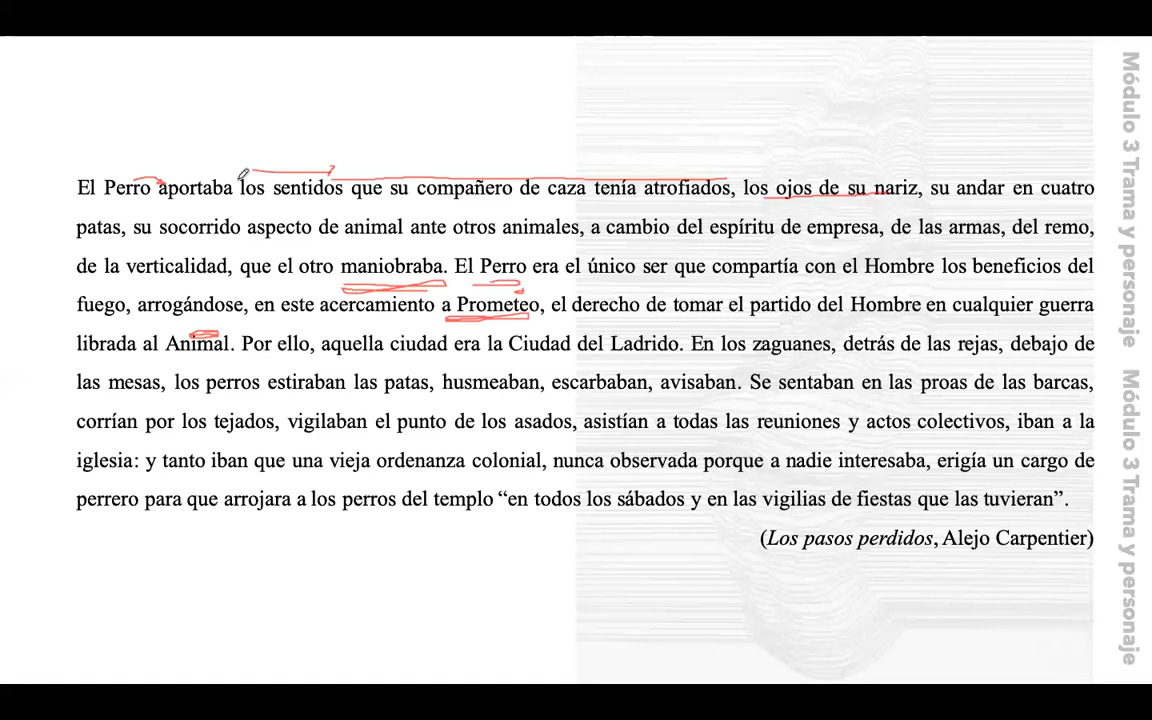 El Perro aportaba los sentidos que su compañero de caza tenía atrofiados, los ojos de su nariz, su andar en cuatro
patas, su socorrido aspecto de animal ante otros animales, a cambio del espíritu de empresa, de las armas, del remo,
de la verticalidad, que el otro maniobraba. El Perro era el único ser que compartía con el Hombre los beneficios del
fuego, arrogándose, en este acercamiento a Prometeo, el derecho de tomar el partido del Hombre en cualquier guerra
librada al Animal. Por ello, aquella ciudad era la Ciudad del Ladrido. En los zaguanes, detrás de las rejas, debajo de
las mesas, los perros estiraban las patas, husmeaban, escarbaban, avisaban. Se sentaban en las proas de las barcas,
corrían por los tejados, vigilaban el punto de los asados, asistían a todas las reuniones y actos colectivos, iban a la
iglesia: y tanto iban que una vieja ordenanza colonial, nunca observada porque a nadie interesaba, erigía un cargo de
perrero para que arrojara a los perros del templo “en todos los sábados y en las vigilias de fiestas que las tuvieran”.
(Los pasos perdidos, Alejo Carpentier)
Módulo 3 Trama y personaje
Módulo 3 Trama y personaje